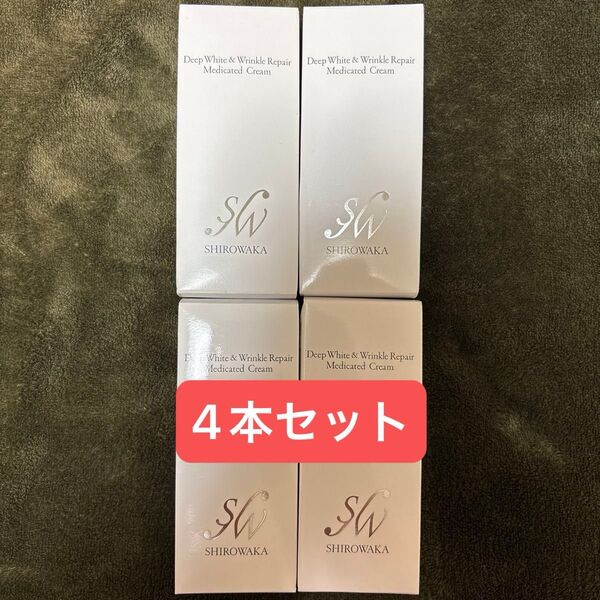 Deep White & Wrinkle Repair
Medicated Cream
SW
SHIROWAKA
Deep White & Wrinkle Repair
Medicated Cream
SW
SHIROWAKA
Deep White & Wrinkle Repair
Medicated Cream
SW
SHIROWAKA
Deep White & Wrinkle Repair
Medicated Cream
SW
SHIROWAKA
4本セット